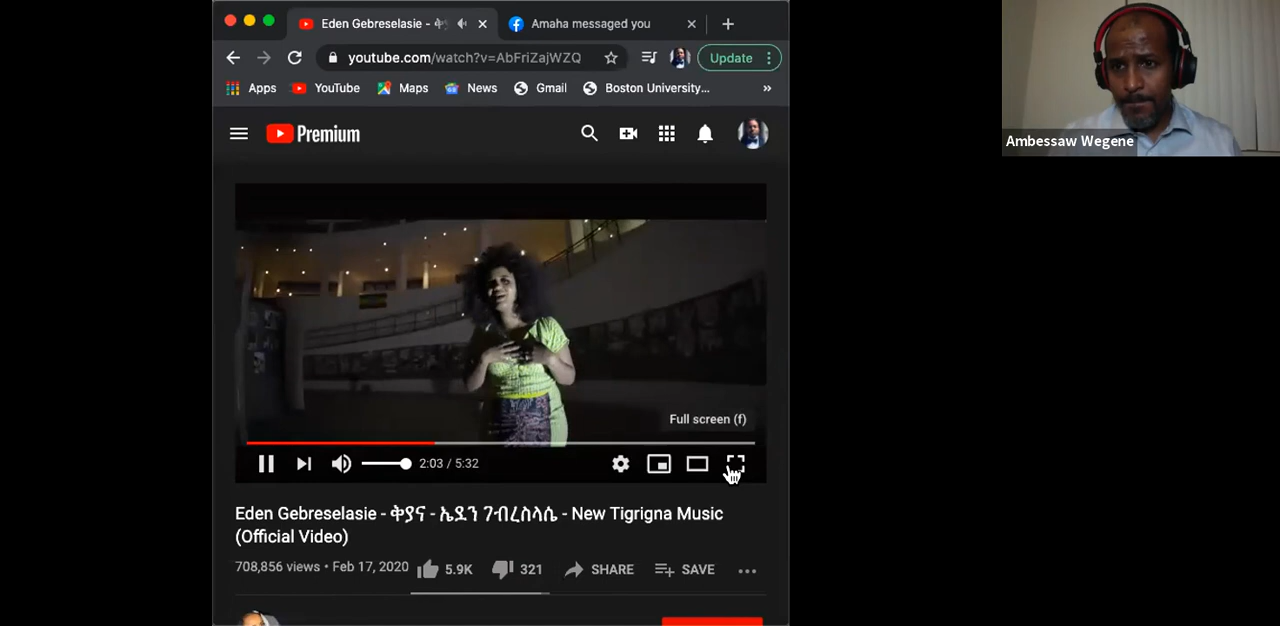 Eden Gebreselasie -
Amaha messaged you
youtube.com/watch?v=AbFriZajWZQ
Update
Apps
YouTube
Maps
News
Gmail
Boston University...
»
Premium
Ambessaw Wegene
Full screen (f)
2:03 / 5:32
Eden Gebreselasie - ቅያና - ኤደን ገብረስላሴ - New Tigrigna Music
(Official Video)
708,856 views • Feb 17, 2020
5.9K
321
SHARE
SAVE